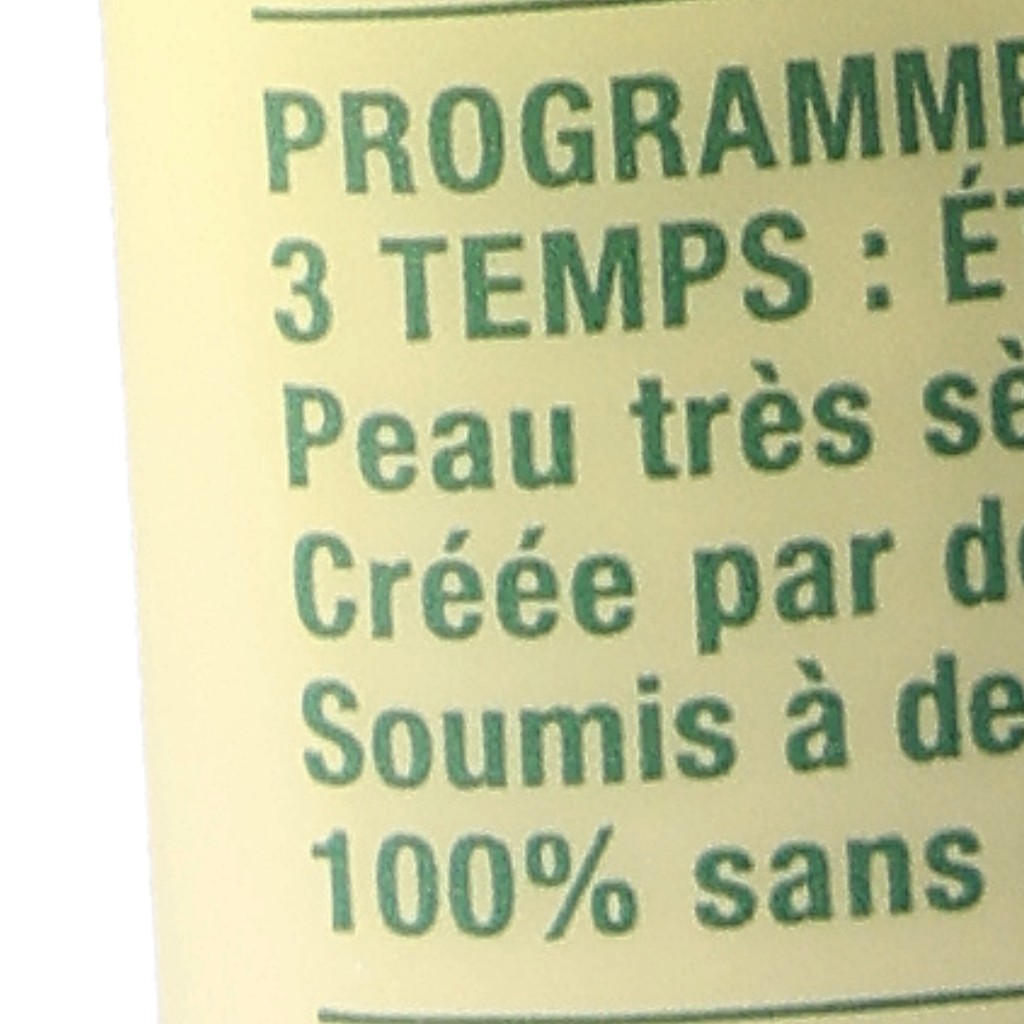 PROGRAMME
3 TEMPS :
Peau très
Créée par
Soumis à
100% sans